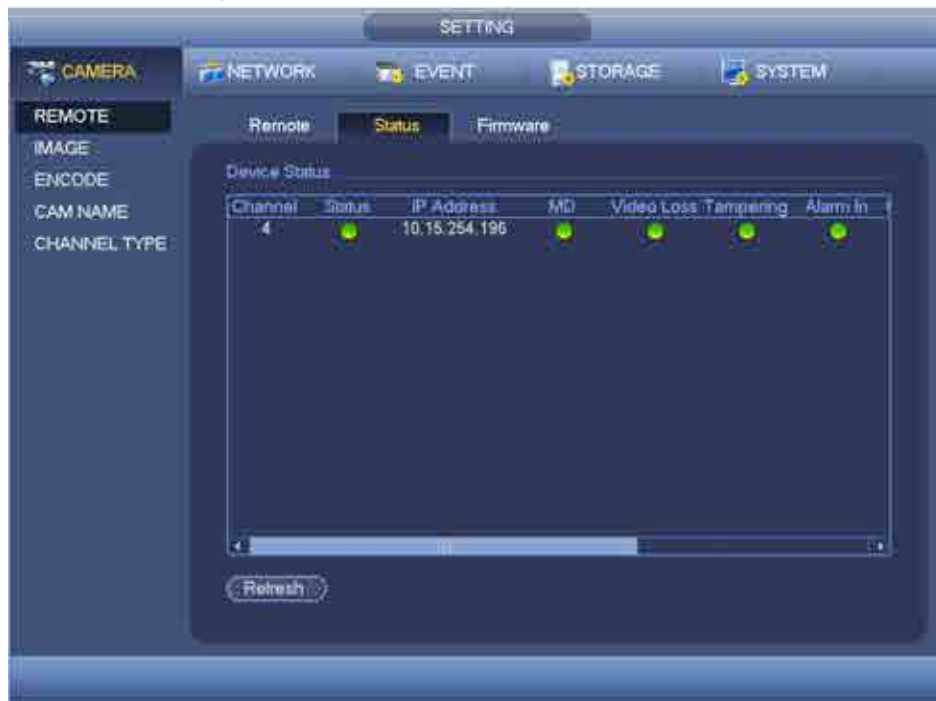 SETTING
CAMERA NETWORK EVENT STORAGE SYSTEM
REMOTE
IMAGE
ENCODE
CAM NAME
CHANNEL TYPE
Remote Status Firmware
Device Status
Channel Status IP Address MD Video Loss Tampering Alarm In
4 10.15.254.196
Refresh